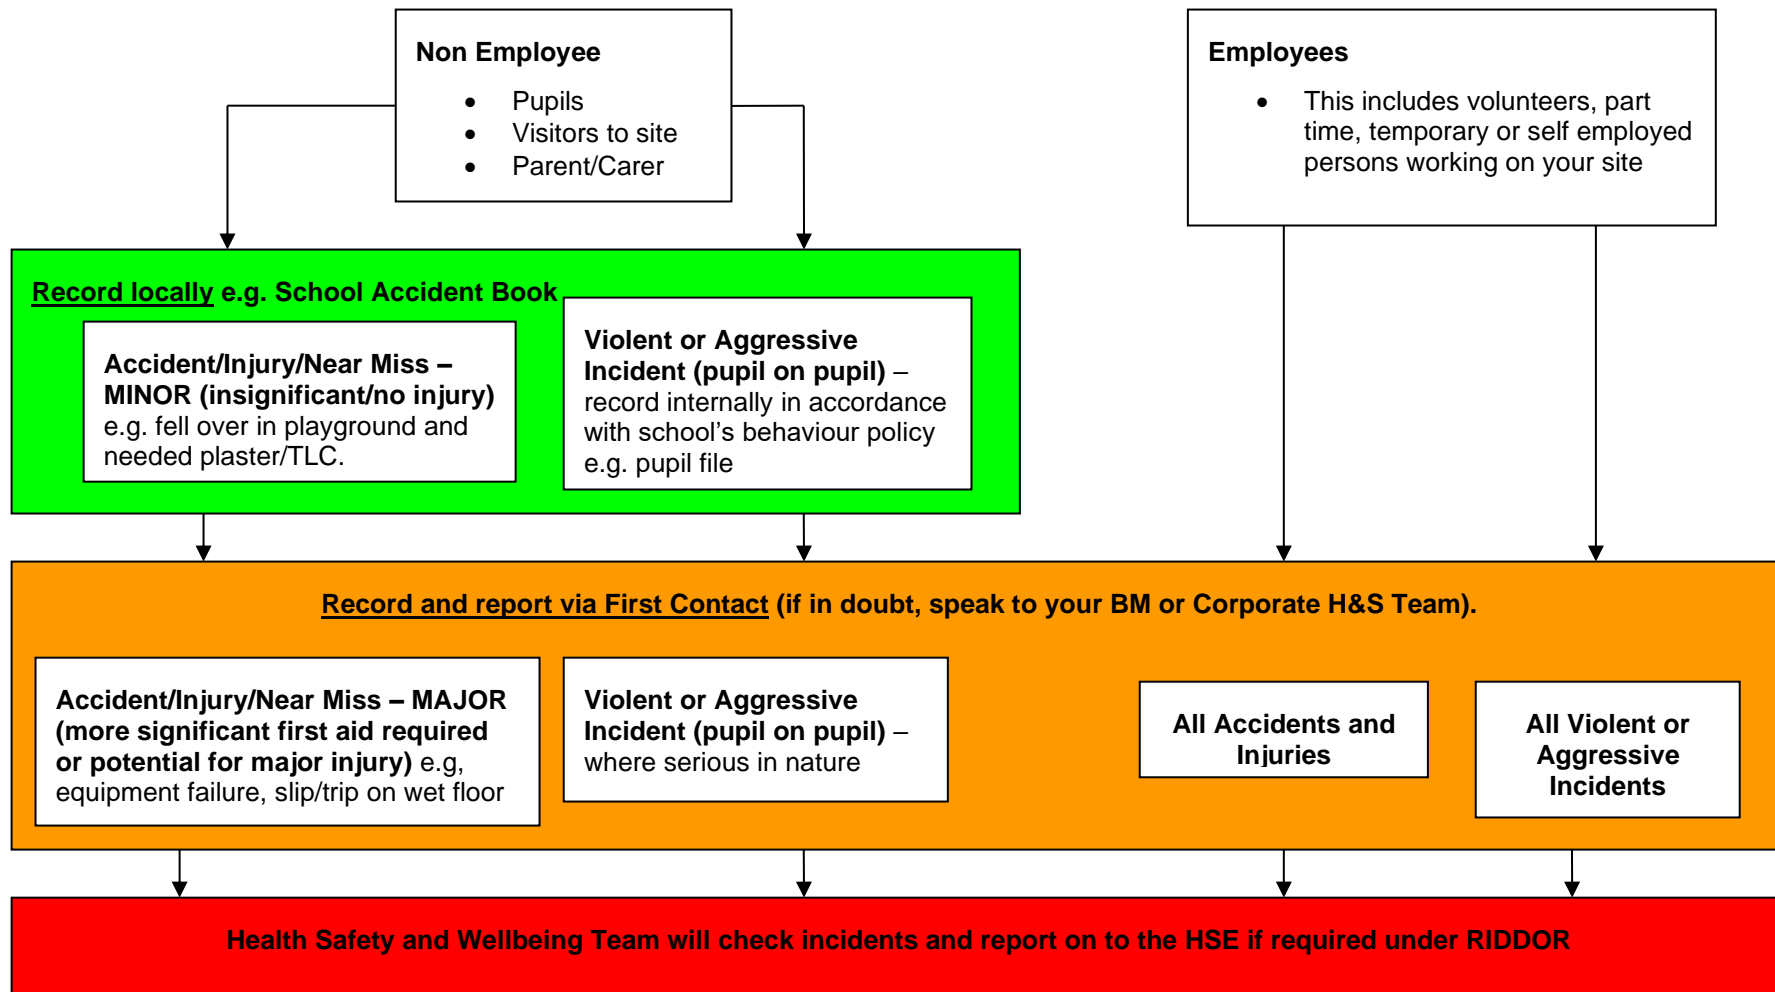 Non Employee
• Pupils
• Visitors to site
• Parent/Carer
Employees
• This includes volunteers, part
time, temporary or self employed
persons working on your site
Record locally e.g. School Accident Book
Accident/Injury/Near Miss –
MINOR (insignificant/no injury)
e.g. fell over in playground and
needed plaster/TLC.
Violent or Aggressive
Incident (pupil on pupil) –
record internally in accordance
with school's behaviour policy
e.g. pupil file
Record and report via First Contact (if in doubt, speak to your BM or Corporate H&S Team).
Accident/Injury/Near Miss – MAJOR
(more significant first aid required
or potential for major injury) e.g,
equipment failure, slip/trip on wet floor
Violent or Aggressive
Incident (pupil on pupil) –
where serious in nature
All Accidents and
Injuries
All Violent or
Aggressive
Incidents
Health Safety and Wellbeing Team will check incidents and report on to the HSE if required under RIDDOR